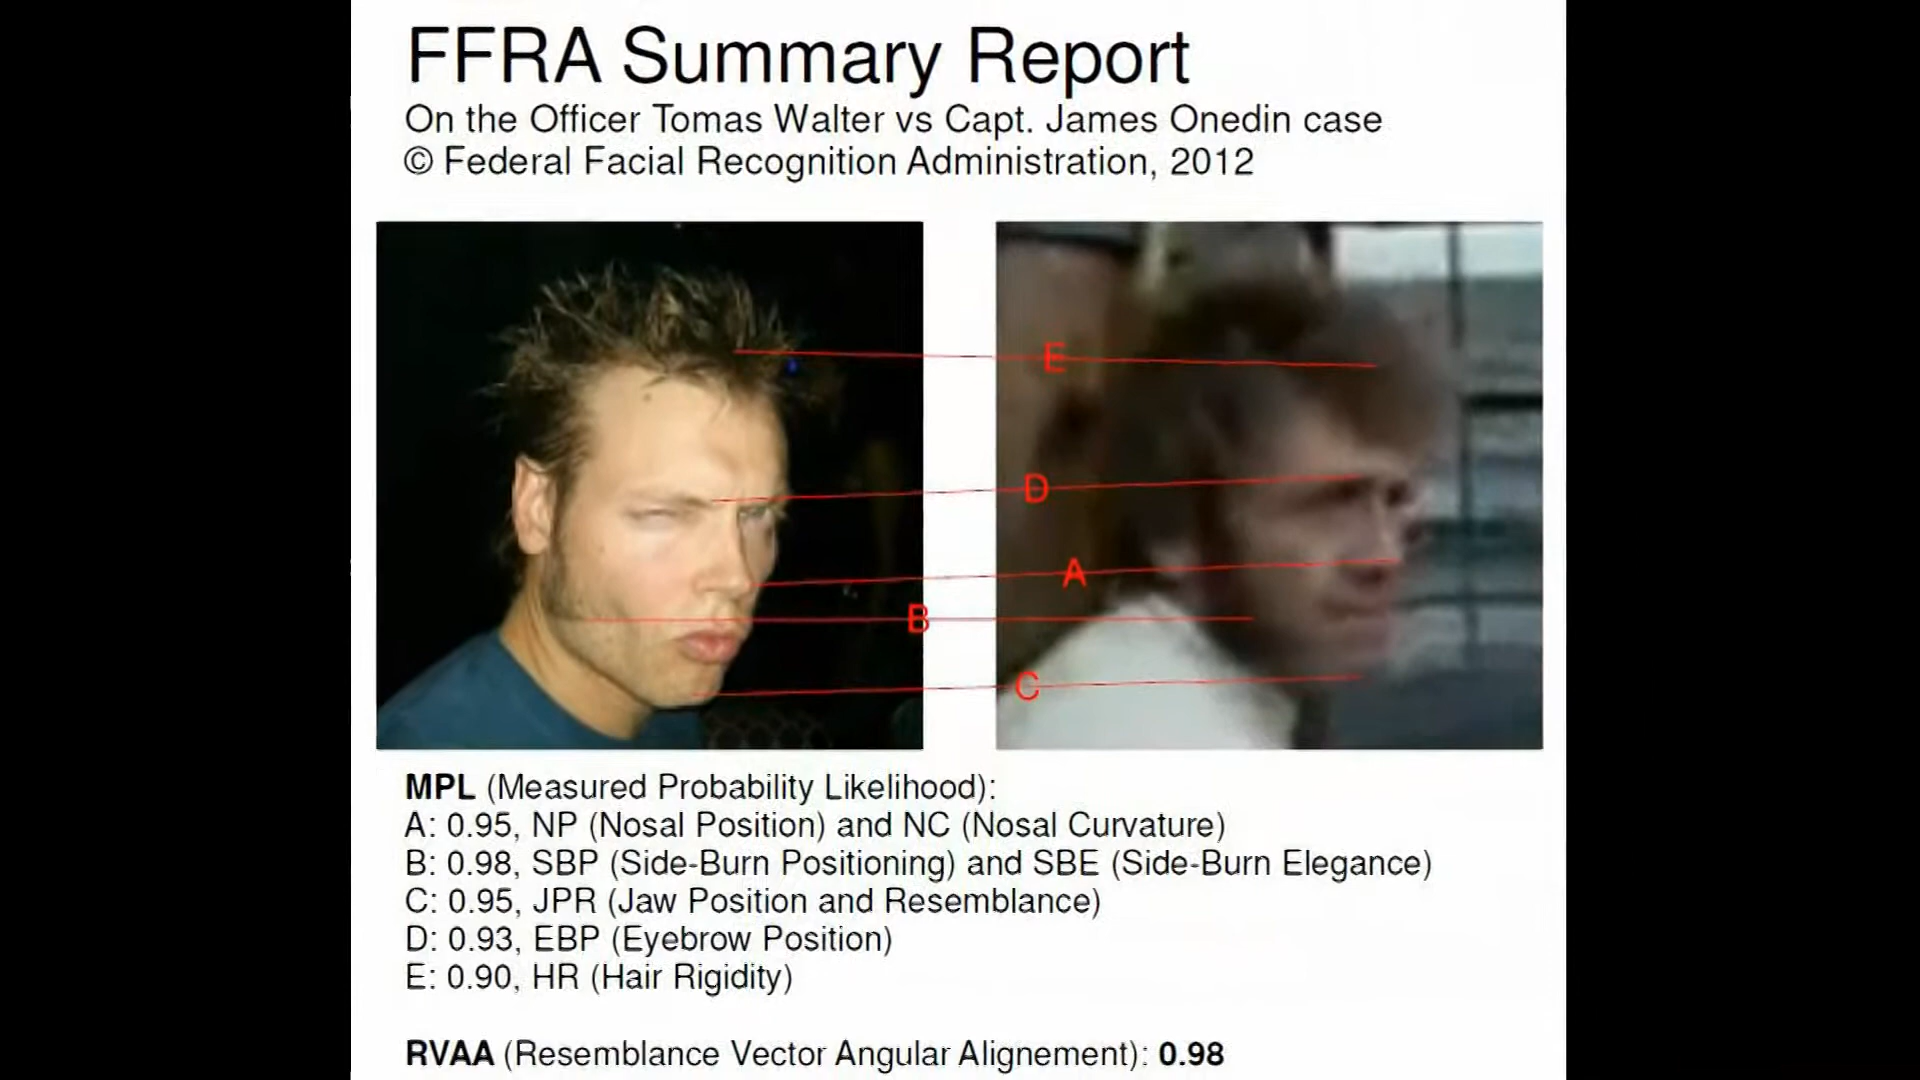 FFRA Summary Report
On the Officer Tomas Walter vs Capt. James Onedin case
© Federal Facial Recognition Administration, 2012
E
D
A
B
C
MPL (Measured Probability Likelihood):
A: 0.95, NP (Nosal Position) and NC (Nosal Curvature)
B: 0.98, SBP (Side-Burn Positioning) and SBE (Side-Burn Elegance)
C: 0.95, JPR (Jaw Position and Resemblance)
D: 0.93, EBP (Eyebrow Position)
E: 0.90, HR (Hair Rigidity)
RVAA (Resemblance Vector Angular Alignement): 0.98